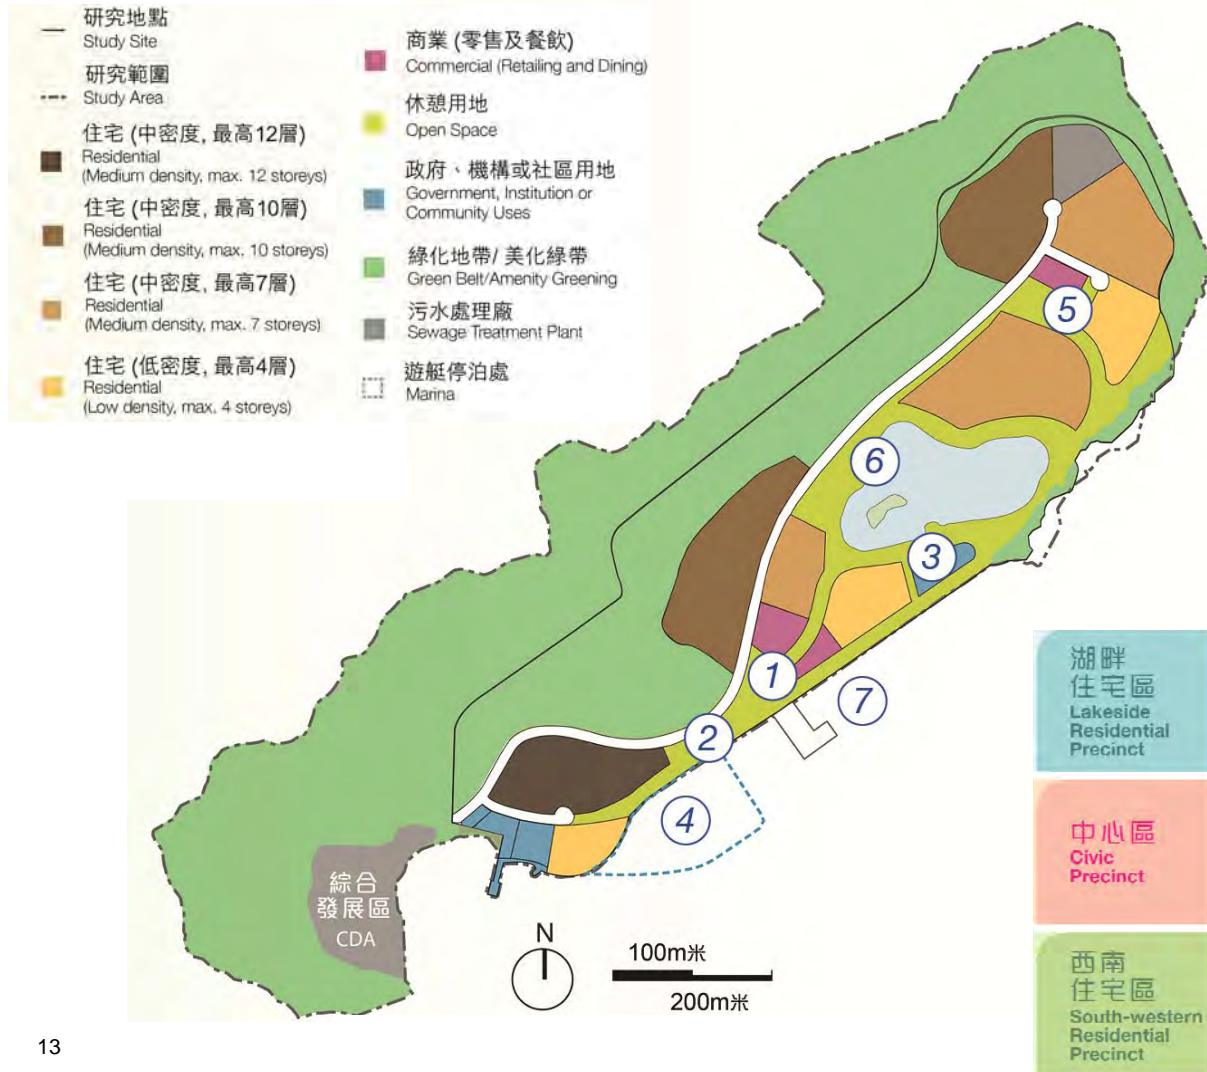 研究地點
Study Site
研究範圍
Study Area
住宅 (中密度, 最高12層)
Residential
(Medium density, max. 12 storeys)
住宅 (中密度, 最高10層)
Residential
(Medium density, max. 10 storeys)
住宅 (中密度, 最高7層)
Residential
(Medium density, max. 7 storeys)
住宅 (低密度, 最高4層)
Residential
(Low density, max. 4 storeys)
商業 (零售及餐飲)
Commercial (Retailing and Dining)
休憩用地
Open Space
政府、機構或社區用地
Government, Institution or
Community Uses
綠化地帶/ 美化綠帶
Green Belt/Amenity Greening
污水處理廠
Sewage Treatment Plant
遊艇停泊處
Marina
5
6
3
1
7
2
4
綜合
發展區
CDA
N
100m米
200m米
湖畔
住宅區
Lakeside
Residential
Precinct
中心區
Civic
Precinct
西南
住宅區
South-western
Residential
Precinct
13